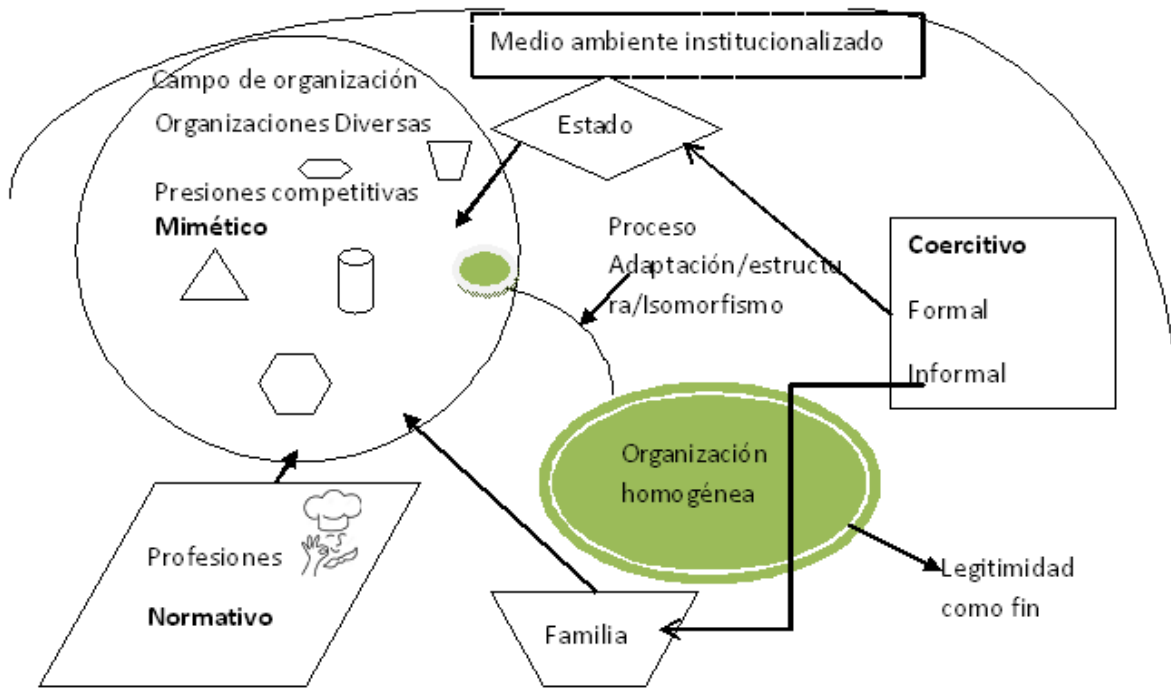 Medio ambiente institucionalizado
Campo de organización
Organizaciones Diversas
Presiones competitivas
Mimético
Estado
Proceso
Adaptación/estructu
ra/Isomorfismo
Coercitivo
Formal
Informal
Organización
homogénea
Profesiones
Normativo
Familia
Legitimidad
como fin